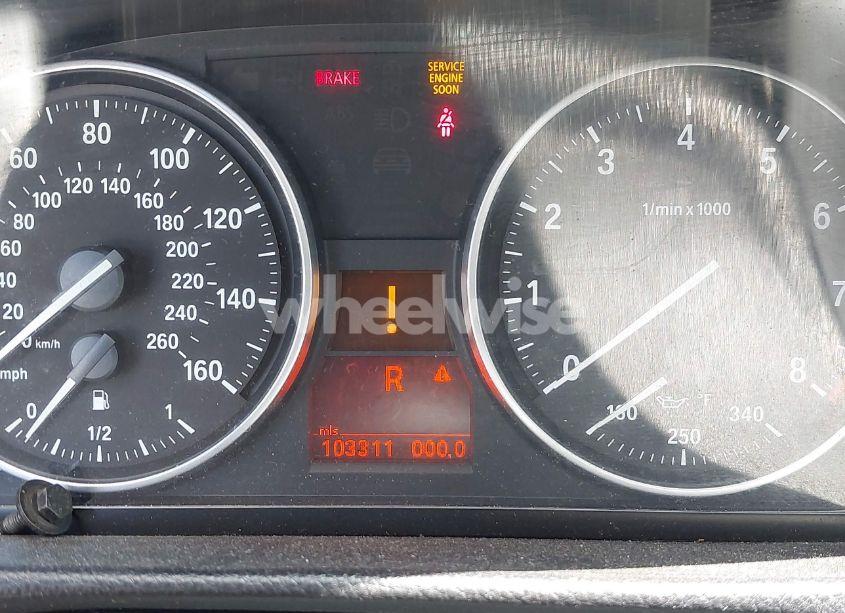 BRAKE
SERVICE
ENGINE
SOON
60 80 100 120 140 160
80 100 120 140 160 180 200 220 240 260
60
40
20
km/h
mph
0 1/2 1
wheelwise
!
R
mls
103311 000.0
0 1 2 3 4 5 6 7 8
1/min x 1000
°F
250 340